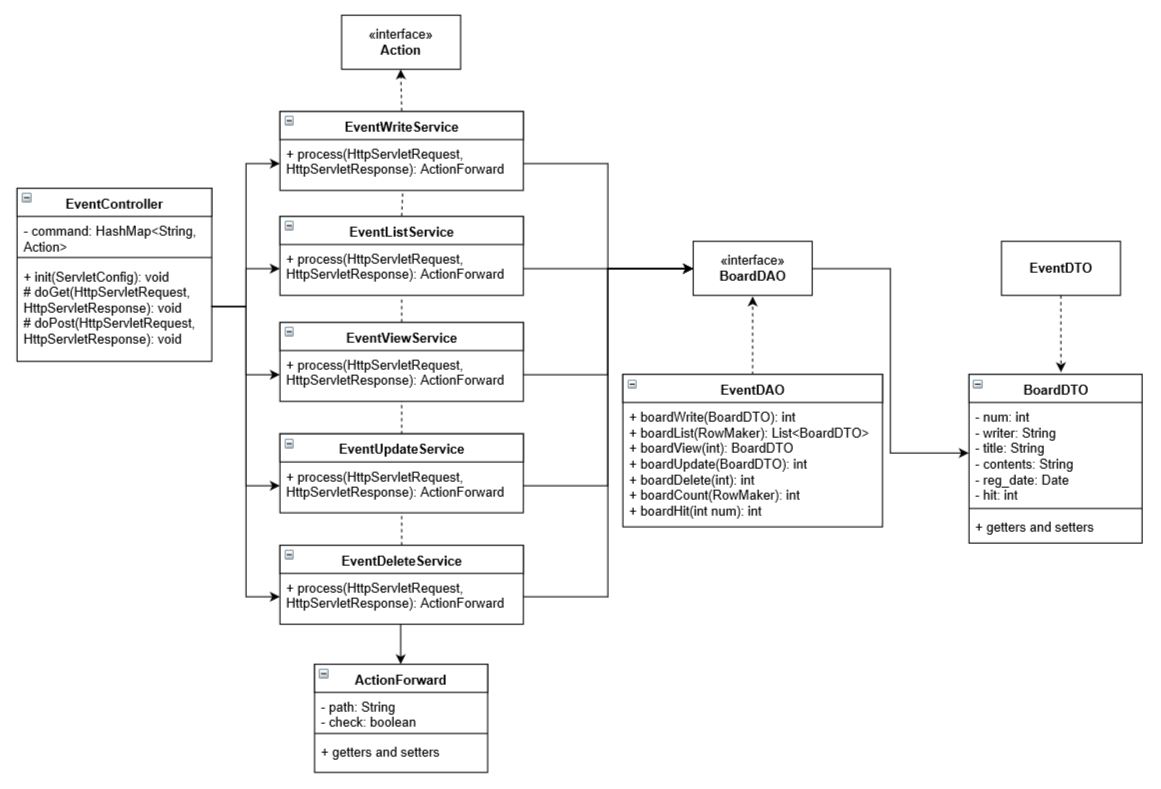 «interface»
Action
EventWriteService
+ process(HttpServletRequest,
HttpServletResponse): ActionForward
EventController
- command: HashMap<String,
Action>
+ init(ServletConfig): void
# doGet(HttpServletRequest,
HttpServletResponse): void
# doPost(HttpServletRequest,
HttpServletResponse): void
EventListService
+ process(HttpServletRequest,
HttpServletResponse): ActionForward
EventViewService
+ process(HttpServletRequest,
HttpServletResponse): ActionForward
EventUpdateService
+ process(HttpServletRequest,
HttpServletResponse): ActionForward
EventDeleteService
+ process(HttpServletRequest,
HttpServletResponse): ActionForward
ActionForward
- path: String
- check: boolean
+ getters and setters
«interface»
BoardDAO
EventDAO
+ boardWrite(BoardDTO): int
+ boardList(RowMaker): List<BoardDTO>
+ boardView(int): BoardDTO
+ boardUpdate(BoardDTO): int
+ boardDelete(int): int
+ boardCount(RowMaker): int
+ boardHit(int num): int
EventDTO
BoardDTO
- num: int
- writer: String
- title: String
- contents: String
- reg_date: Date
- hit: int
+ getters and setters